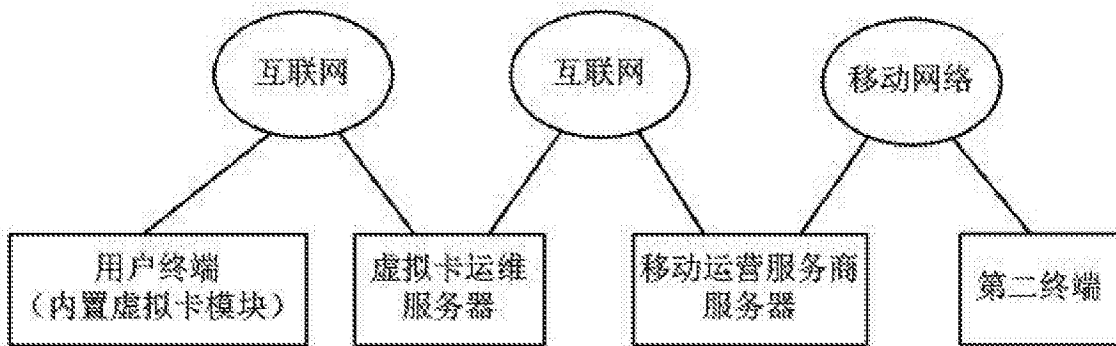 互联网
互联网
移动网络
用户终端
（内置虚拟卡模块）
虚拟卡运维
服务器
移动运营服务商
服务器
第二终端